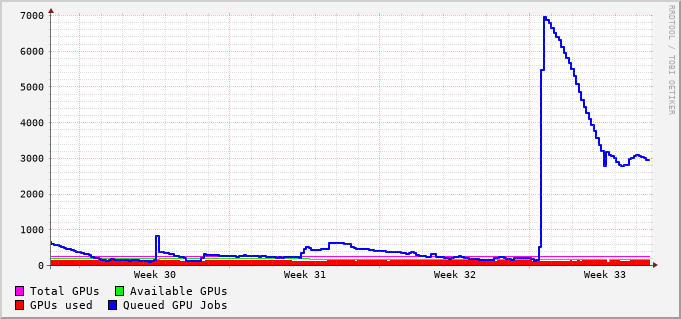 7000
6000
5000
4000
3000
2000
1000
0
Week 30 Week 31 Week 32 Week 33
Total GPUs Available GPUs
GPUs used Queued GPU Jobs
RRDTOOL / TOBI OETIKER